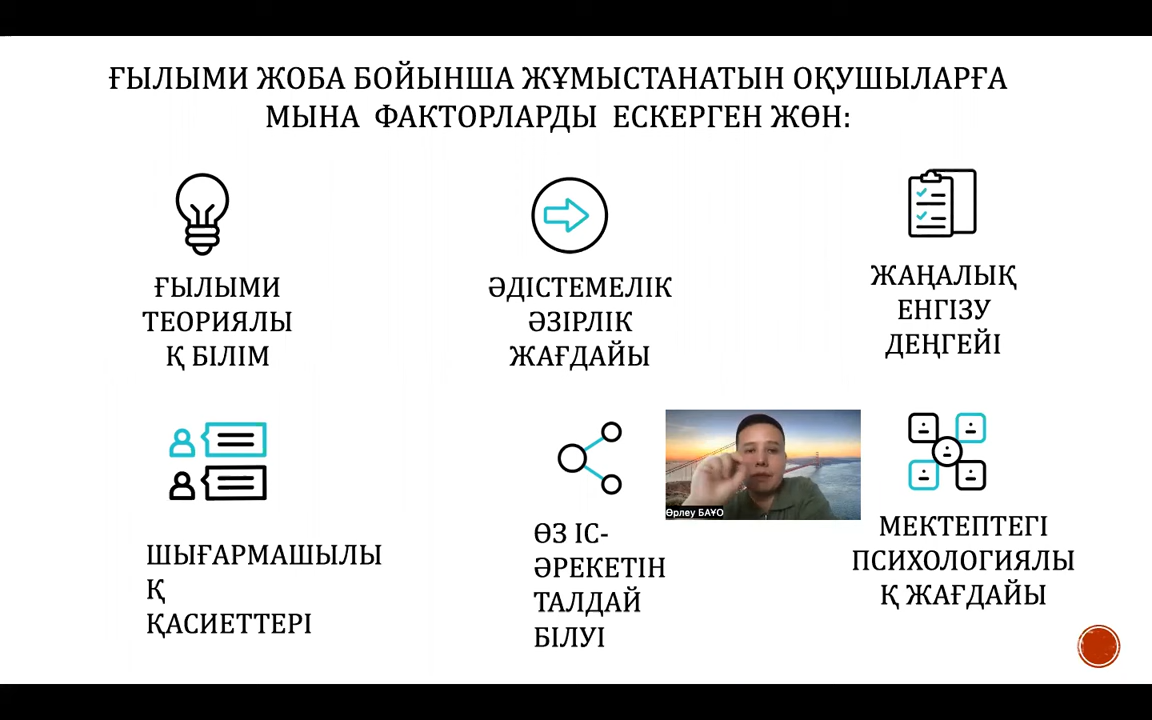 ҒЫЛЫМИ ЖОБА БОЙЫНША ЖҰМЫСТАНАТЫН ОҚУШЫЛАРҒА
МЫНА ФАКТОРЛАРДЫ ЕСКЕРГЕН ЖӨН:
ҒЫЛЫМИ
ТЕОРИЯЛЫ
Қ БІЛІМ
ӘДІСТЕМЕЛІК
ӘЗІРЛІК
ЖАҒДАЙЫ
ЖАҢАЛЫҚ
ЕНГІЗУ
ДЕҢГЕЙІ
ШЫҒАРМАШЫЛЫ
Қ
ҚАСИЕТТЕРІ
ӨЗ ІС-
ӘРЕКЕТІН
ТАЛДАЙ
БІЛУІ
Өрлеу БАҰО
МЕКТЕПТЕГІ
ПСИХОЛОГИЯЛЫ
Қ ЖАҒДАЙЫ